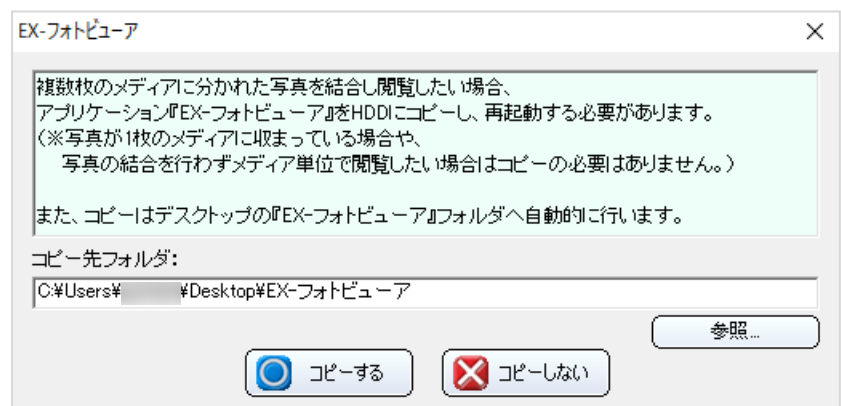 EX-フォトビューア
複数枚のメディアに分かれた写真を結合し閲覧したい場合、
アプリケーション『EX-フォトビューア』をHDDにコピーし、再起動する必要があります。
(※写真が1枚のメディアに収まっている場合や、
写真の結合を行わずメディア単位で閲覧したい場合はコピーの必要はありません。)
また、コピーはデスクトップの『EX-フォトビューア』フォルダへ自動的に行います。
コピー先フォルダ:
C:¥Users¥ ¥Desktop¥EX-フォトビューア
参照...
コピーする
コピーしない